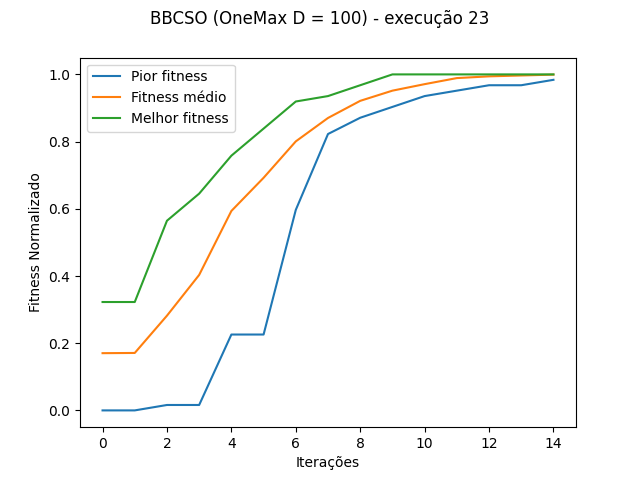 BBCSO (OneMax D = 100) - execução 23
Pior fitness
Fitness médio
Melhor fitness
Fitness Normalizado
1.0
0.8
0.6
0.4
0.2
0.0
0 2 4 6 8 10 12 14
Iterações